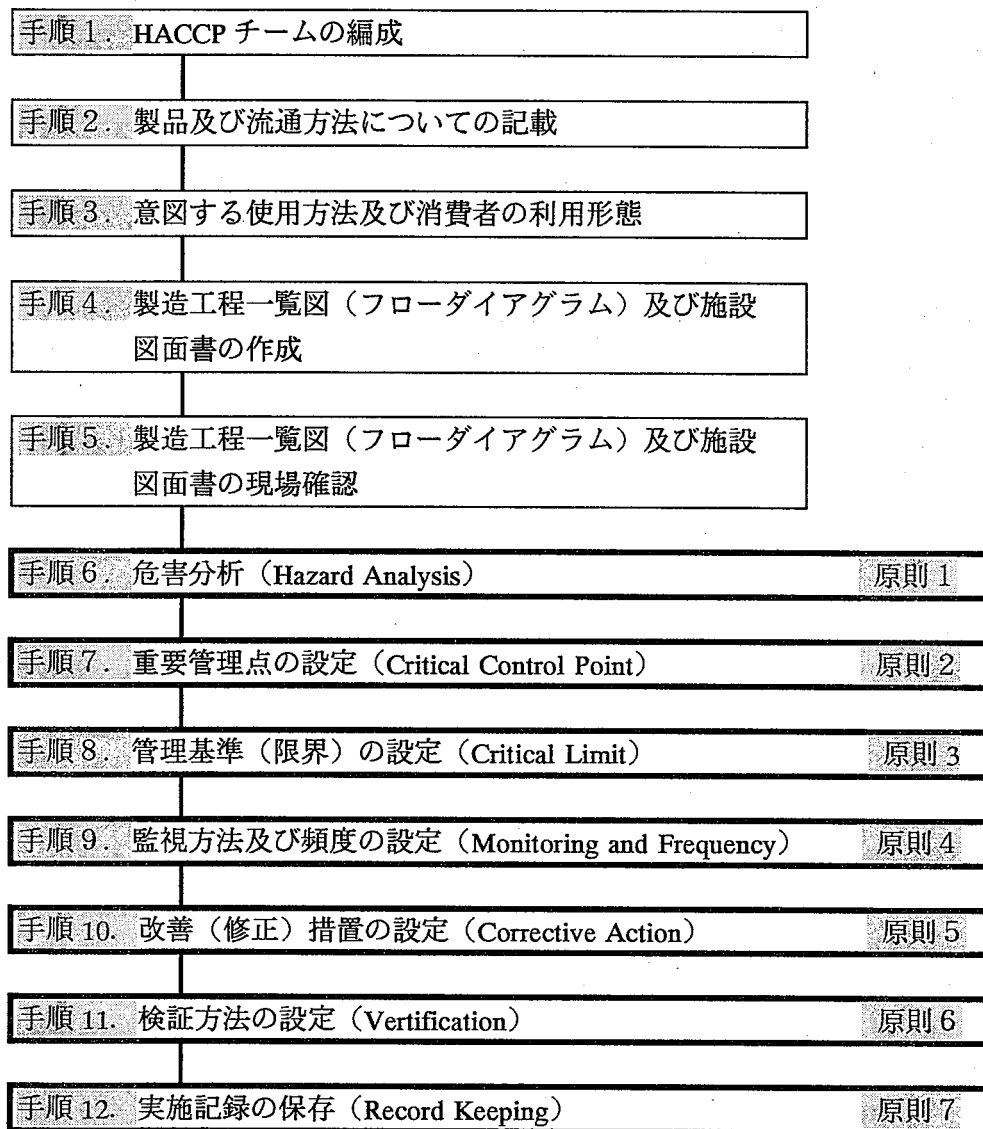 手順1. HACCP チームの編成
手順2. 製品及び流通方法についての記載
手順3. 意図する使用方法及び消費者の利用形態
手順4. 製造工程一覧図（フローダイアグラム）及び施設
図面書の作成
手順5. 製造工程一覧図（フローダイアグラム）及び施設
図面書の現場確認
手順6. 危害分析（Hazard Analysis） 原則1
手順7. 重要管理点の設定（Critical Control Point） 原則2
手順8. 管理基準（限界）の設定（Critical Limit） 原則3
手順9. 監視方法及び頻度の設定（Monitoring and Frequency） 原則4
手順10. 改善（修正）措置の設定（Corrective Action） 原則5
手順11. 検証方法の設定（Vertification） 原則6
手順12. 実施記録の保存（Record Keeping） 原則7